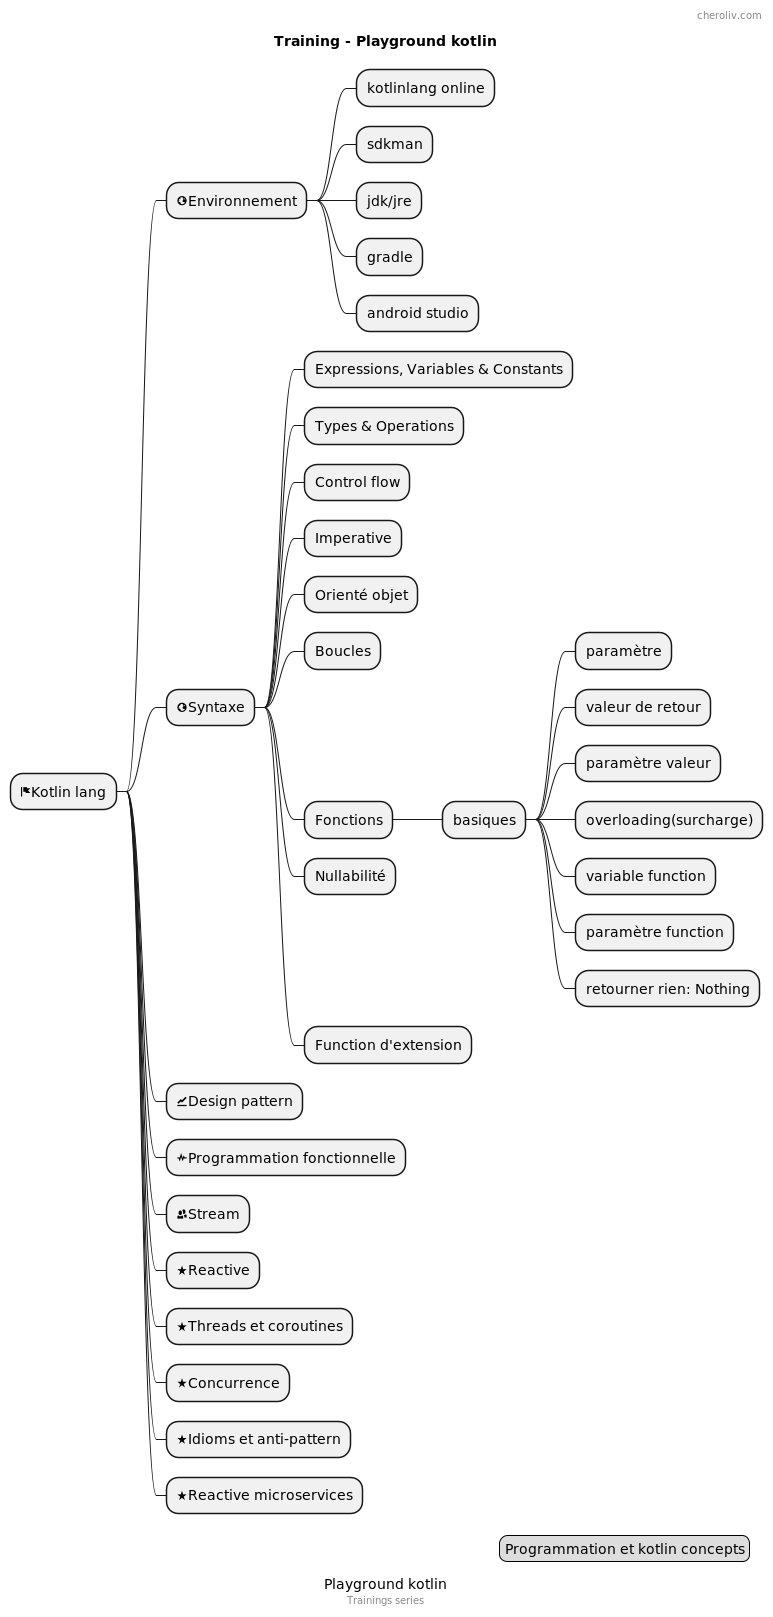 cheroliv.com
Training - Playground kotlin
kotlinlang online
sdkman
Environnement
jdk/jre
gradle
android studio
Expressions, Variables & Constants
Types & Operations
Control flow
Imperative
Orienté objet
Boucles
paramètre
Syntaxe
valeur de retour
paramètre valeur
Kotlin lang
Fonctions
basiques
overloading(surcharge)
Nullabilité
variable function
paramètre function
retourner rien: Nothing
Function d'extension
Design pattern
Programmation fonctionnelle
Stream
Reactive
Threads et coroutines
Concurrence
Idioms et anti-pattern
Reactive microservices
Programmation et kotlin concepts
Playground kotlin
Trainings series